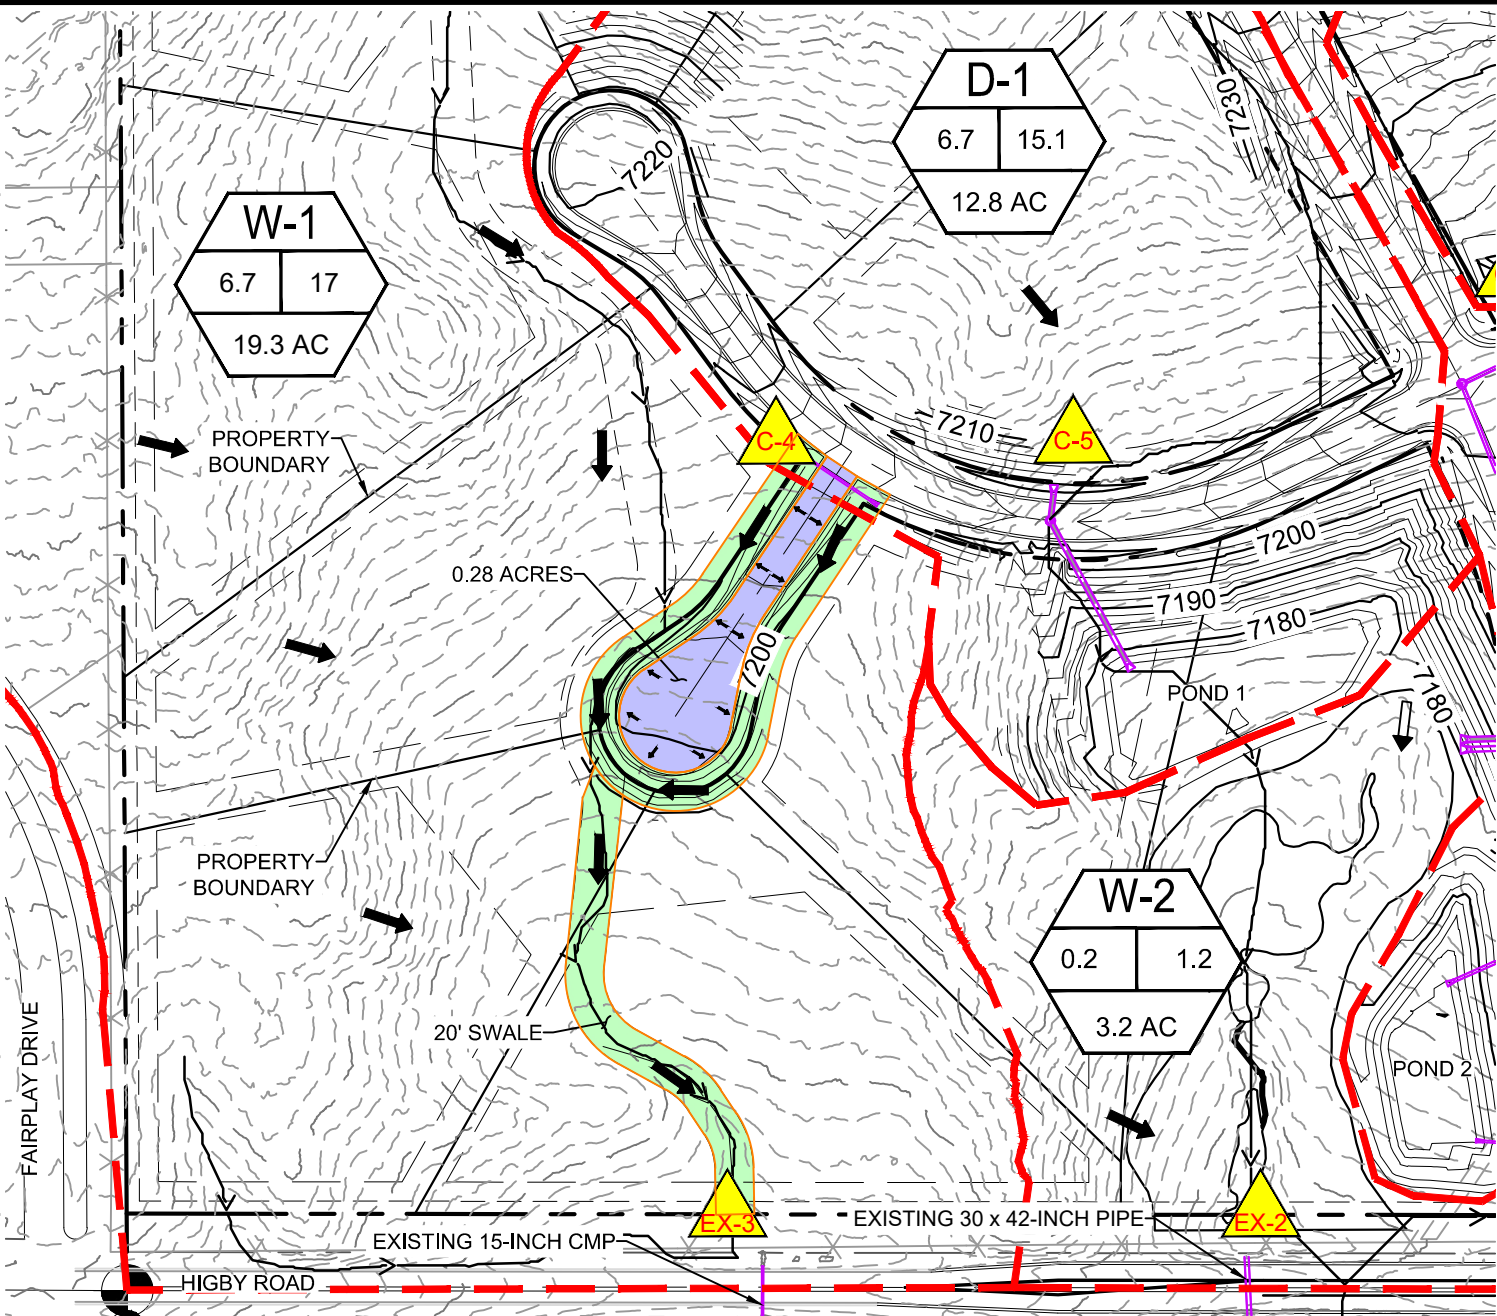 D-1
6.7 15.1
12.8 AC
7230
7220
W-1
6.7 17
19.3 AC
7210
C-4
C-5
PROPERTY
BOUNDARY
7200
0.28 ACRES
7190
7180
7200
POND 1
7180
PROPERTY
BOUNDARY
W-2
0.2 1.2
3.2 AC
20' SWALE
FAIRPLAY DRIVE
POND 2
EX-3
EXISTING 30 x 42-INCH PIPE
EX-2
EXISTING 15-INCH CMP
HIGBY ROAD